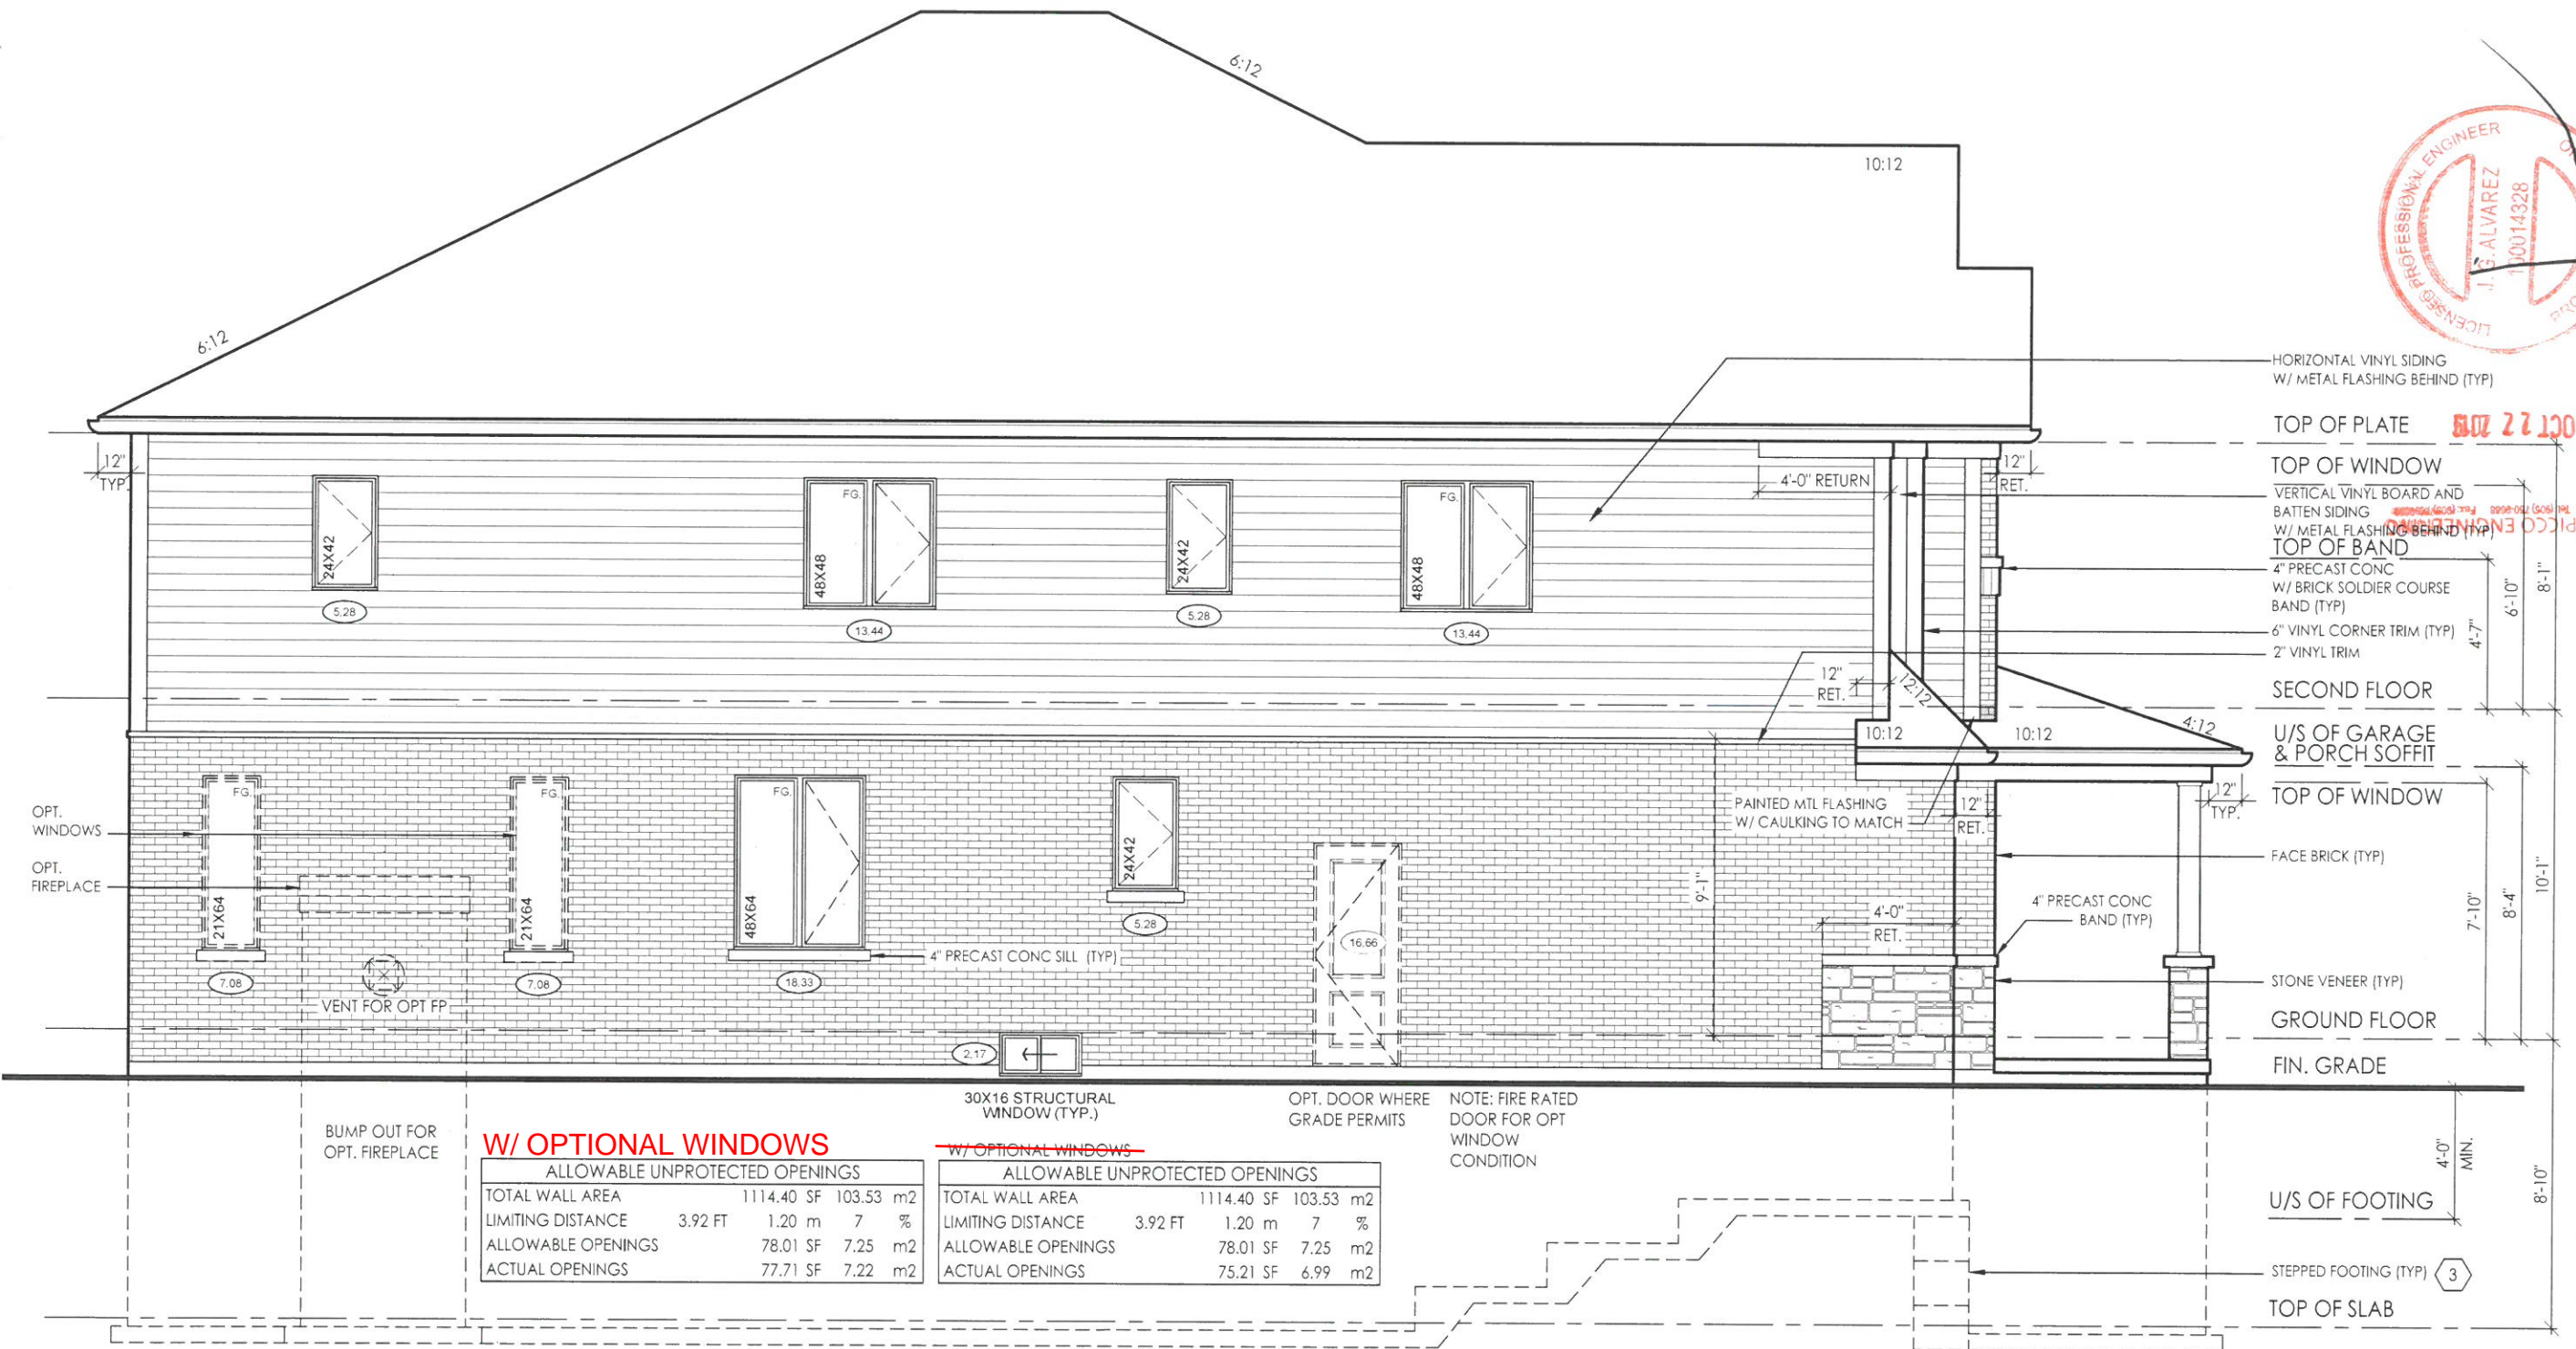 6:12
10:12
6:12
LICENSED PROFESSIONAL ENGINEER
J.G. ALVAREZ
100014328
HORIZONTAL VINYL SIDING
W/ METAL FLASHING BEHIND (TYP)
TOP OF PLATE
OCT 22
12"
TYP.
4'-0" RETURN
12"
RET.
TOP OF WINDOW
VERTICAL VINYL BOARD AND
BATTEN SIDING
W/ METAL FLASHING BEHIND (TYP)
PICCO ENGINEERING
TOP OF BAND
4" PRECAST CONC
W/ BRICK SOLDIER COURSE
BAND (TYP)
6" VINYL CORNER TRIM (TYP)
2" VINYL TRIM
4'-7"
6'-10"
8'-1"
24X42
5.28
FG.
48X48
13.44
24X42
5.28
FG.
48X48
13.44
12"
RET.
12:12
SECOND FLOOR
10:12
10:12
4:12
U/S OF GARAGE
& PORCH SOFFIT
TOP OF WINDOW
12"
TYP.
OPT.
WINDOWS
OPT.
FIREPLACE
FG.
21X64
7.08
VENT FOR OPT FP
FG.
21X64
7.08
FG.
48X64
18.33
4" PRECAST CONC SILL (TYP)
24X42
5.28
16.66
9'-1"
PAINTED MTL FLASHING
W/ CAULKING TO MATCH
12"
RET.
4'-0"
RET.
FACE BRICK (TYP)
4" PRECAST CONC
BAND (TYP)
STONE VENEER (TYP)
7'-10"
8'-4"
10'-1"
GROUND FLOOR
FIN. GRADE
2.17
30X16 STRUCTURAL
WINDOW (TYP.)
OPT. DOOR WHERE
GRADE PERMITS
NOTE: FIRE RATED
DOOR FOR OPT
WINDOW
CONDITION
BUMP OUT FOR
OPT. FIREPLACE
W/ OPTIONAL WINDOWS
ALLOWABLE UNPROTECTED OPENINGS
TOTAL WALL AREA 1114.40 SF 103.53 m2
LIMITING DISTANCE 3.92 FT 1.20 m 7 %
ALLOWABLE OPENINGS 78.01 SF 7.25 m2
ACTUAL OPENINGS 77.71 SF 7.22 m2
W/ OPTIONAL WINDOWS
ALLOWABLE UNPROTECTED OPENINGS
TOTAL WALL AREA 1114.40 SF 103.53 m2
LIMITING DISTANCE 3.92 FT 1.20 m 7 %
ALLOWABLE OPENINGS 78.01 SF 7.25 m2
ACTUAL OPENINGS 75.21 SF 6.99 m2
4'-0"
MIN.
8'-10"
U/S OF FOOTING
STEPPED FOOTING (TYP) 3
TOP OF SLAB